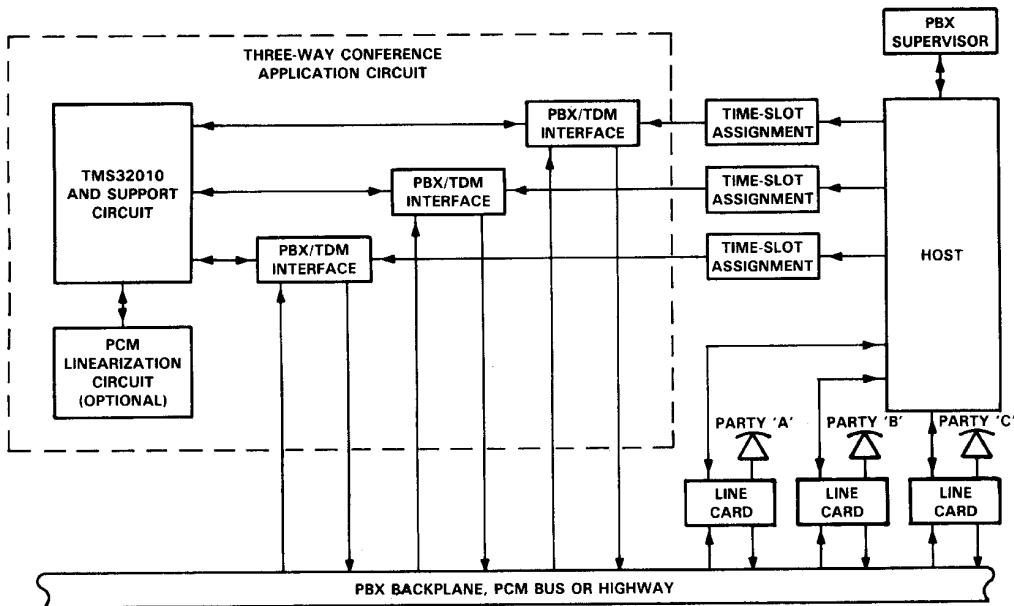 THREE-WAY CONFERENCE
APPLICATION CIRCUIT
PBX
SUPERVISOR
TMS32010
AND SUPPORT
CIRCUIT
PBX/TDM
INTERFACE
TIME-SLOT
ASSIGNMENT
PBX/TDM
INTERFACE
TIME-SLOT
ASSIGNMENT
PBX/TDM
INTERFACE
TIME-SLOT
ASSIGNMENT
HOST
PCM
LINEARIZATION
CIRCUIT
(OPTIONAL)
PARTY 'A'
PARTY 'B'
PARTY 'C'
LINE
CARD
LINE
CARD
LINE
CARD
PBX BACKPLANE, PCM BUS OR HIGHWAY